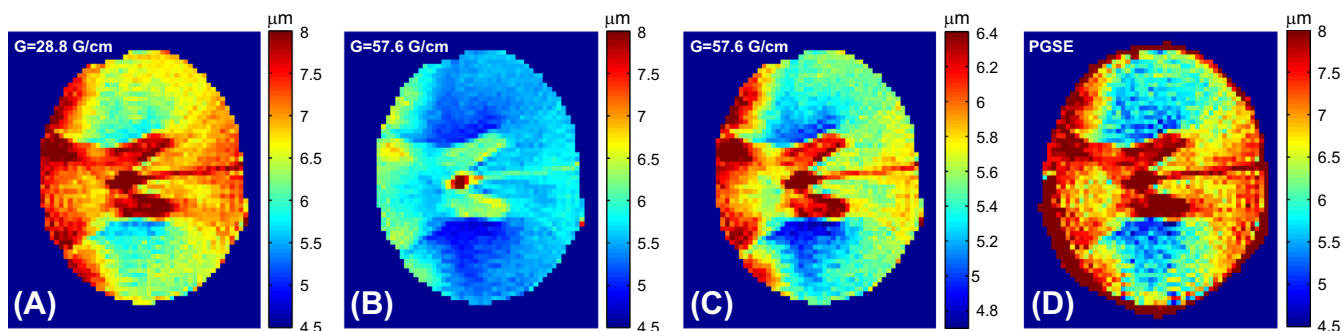 μm μm μm μm
G=28.8 G/cm 8 G=57.6 G/cm 8 G=57.6 G/cm 6.4 PGSE 8
7.5 7.5 6.2 7.5
7 7 6 7
6.5 6.5 5.8 6.5
6 6 5.6 6
5.5 5.5 5.4 5.5
5 5 5.2 5
(A) 4.5 (B) 4.5 (C) 5 (D) 4.5
4.8